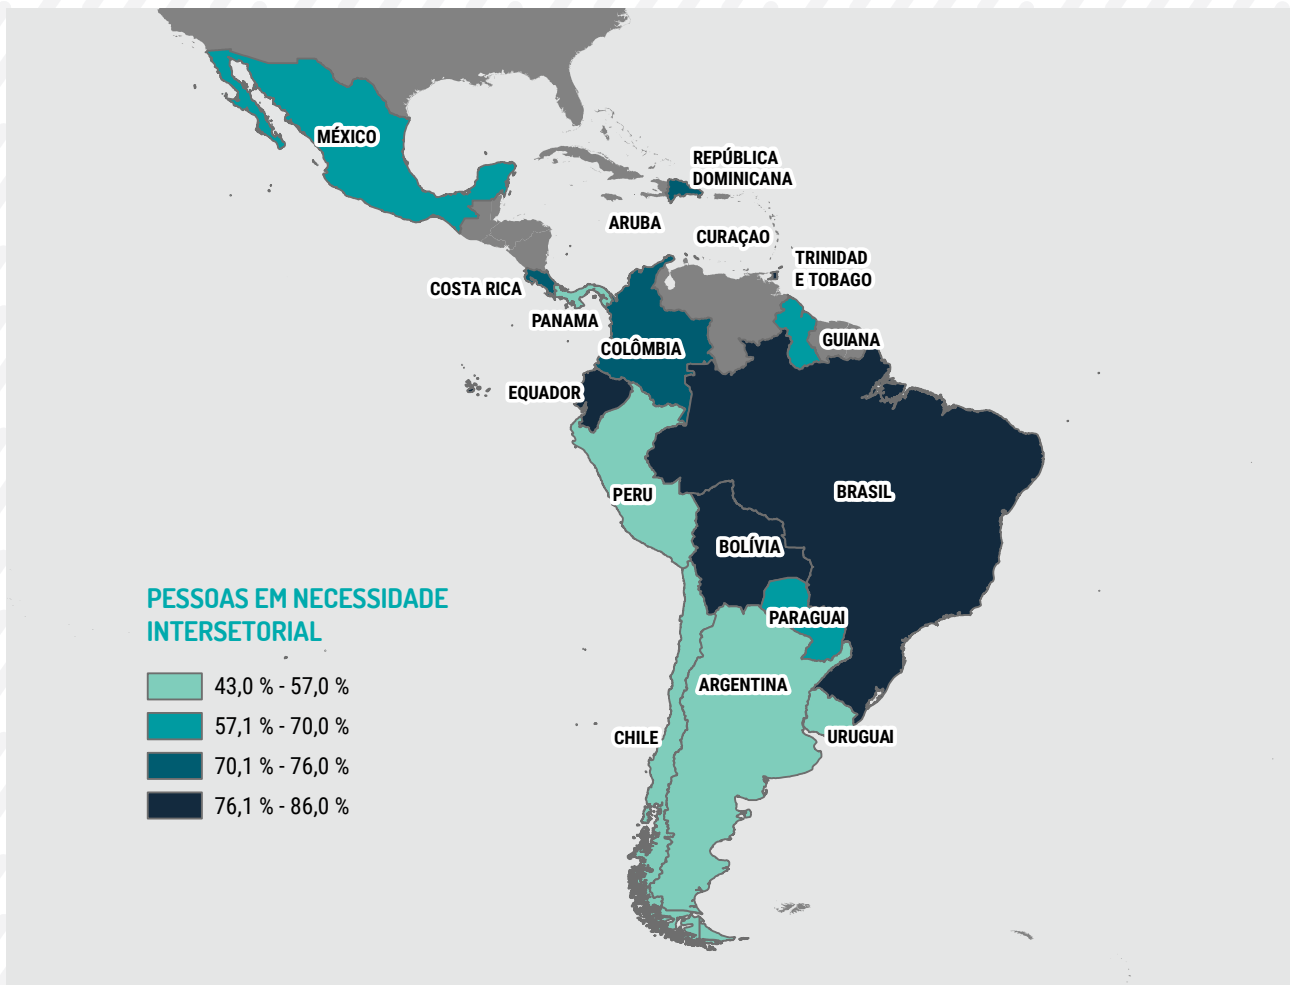 MÉXICO
REPÚBLICA
DOMINICANA
ARUBA
CURAÇAO
TRINIDAD
E TOBAGO
COSTA RICA
PANAMA
GUIANA
COLÔMBIA
EQUADOR
PERU
BRASIL
BOLÍVIA
PARAGUAI
ARGENTINA
CHILE
URUGUAI
PESSOAS EM NECESSIDADE
INTERSETORIAL
43,0 % - 57,0 %
57,1 % - 70,0 %
70,1 % - 76,0 %
76,1 % - 86,0 %